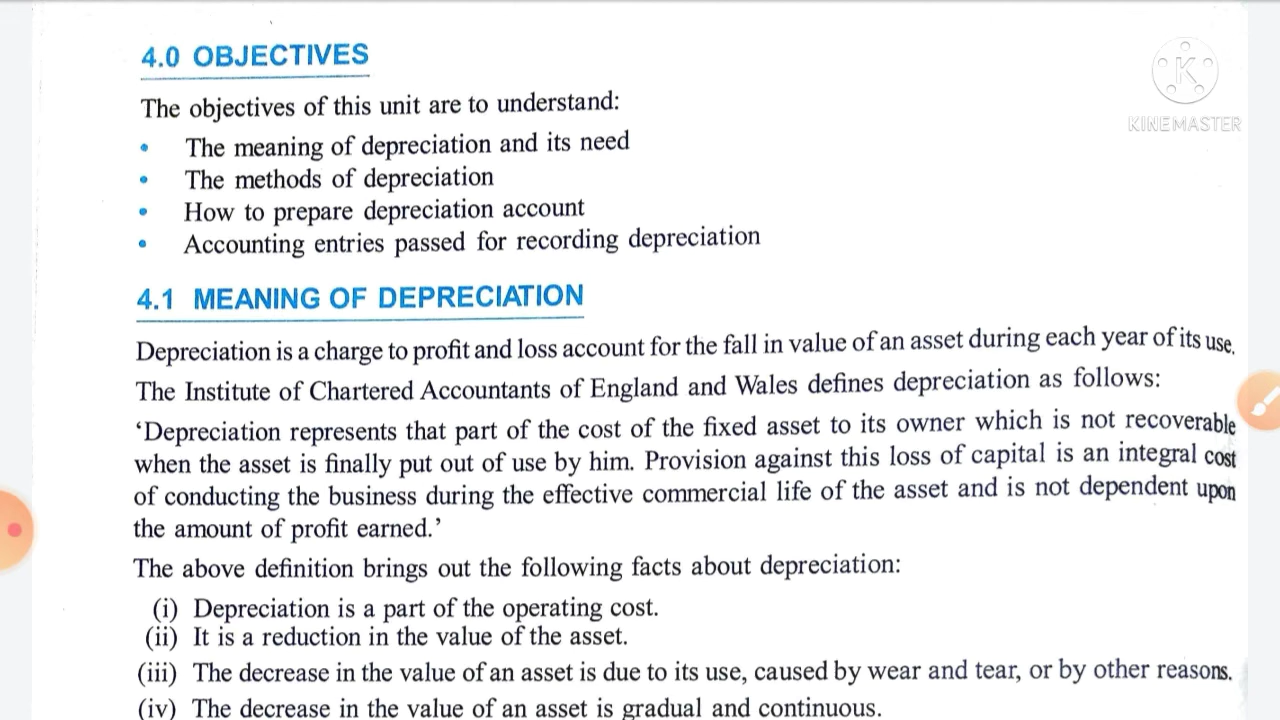 4.0 OBJECTIVES
K
KINEMASTER
The objectives of this unit are to understand:
• The meaning of depreciation and its need
• The methods of depreciation
• How to prepare depreciation account
• Accounting entries passed for recording depreciation
4.1 MEANING OF DEPRECIATION
Depreciation is a charge to profit and loss account for the fall in value of an asset during each year of its use.
The Institute of Chartered Accountants of England and Wales defines depreciation as follows:
‘Depreciation represents that part of the cost of the fixed asset to its owner which is not recoverable
when the asset is finally put out of use by him. Provision against this loss of capital is an integral cost
of conducting the business during the effective commercial life of the asset and is not dependent upon
the amount of profit earned.’
The above definition brings out the following facts about depreciation:
(i) Depreciation is a part of the operating cost.
(ii) It is a reduction in the value of the asset.
(iii) The decrease in the value of an asset is due to its use, caused by wear and tear, or by other reasons.
(iv) The decrease in the value of an asset is gradual and continuous.